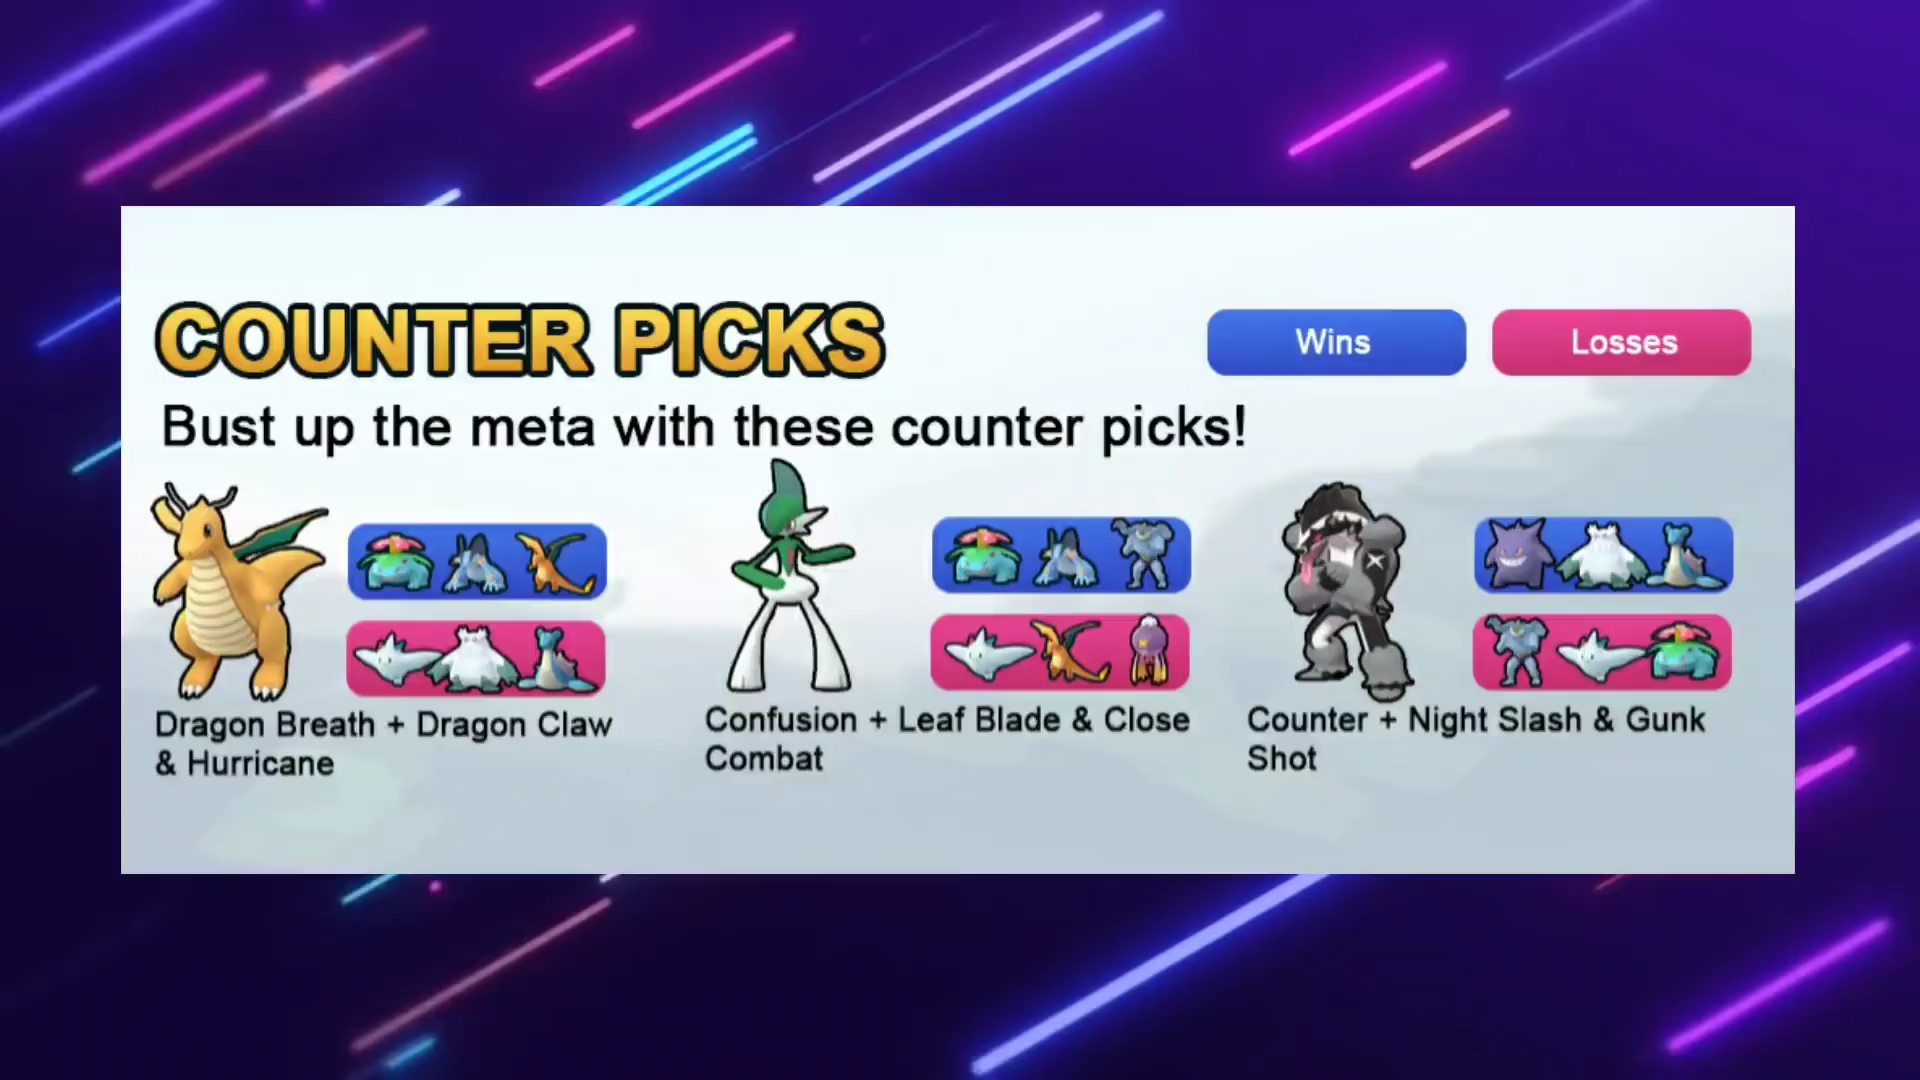 COUNTER PICKS
Wins
Losses
Bust up the meta with these counter picks!
Dragon Breath + Dragon Claw
& Hurricane
Confusion + Leaf Blade & Close
Combat
Counter + Night Slash & Gunk
Shot